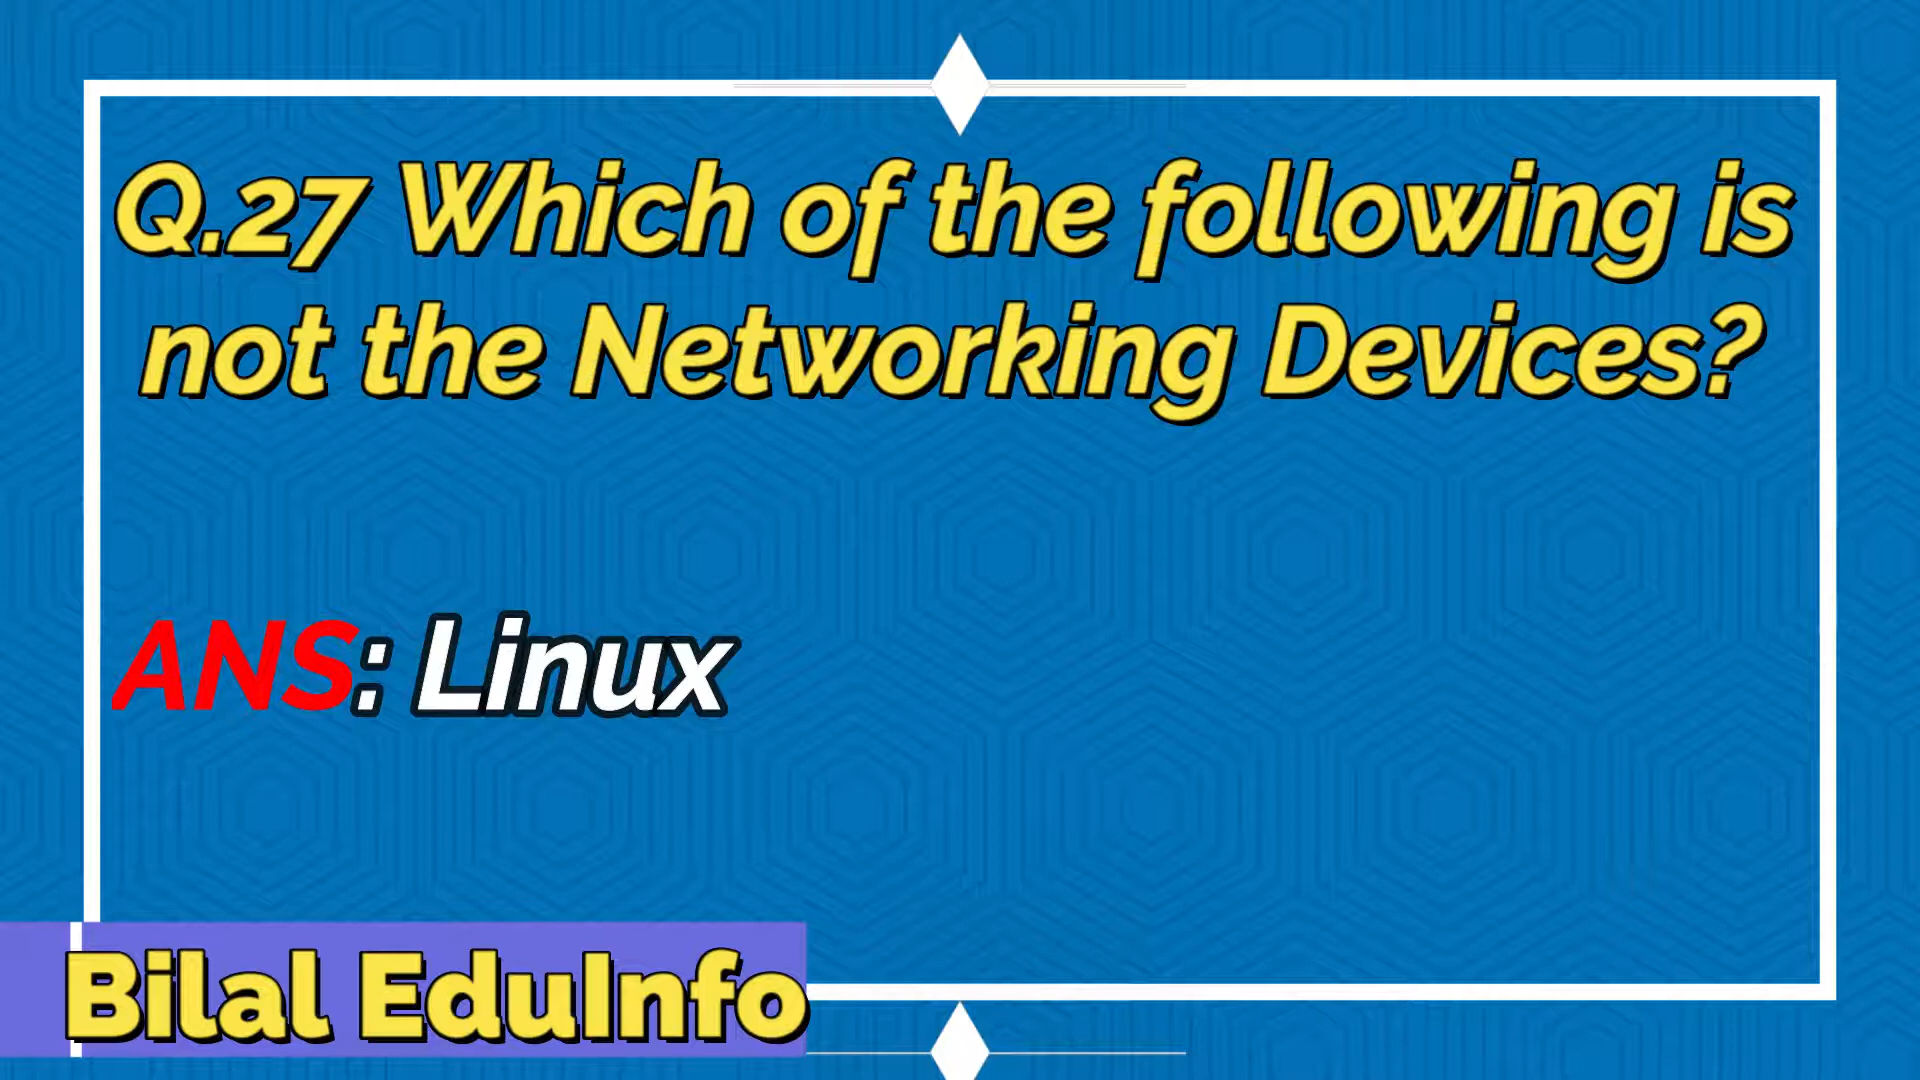 Q.27 Which of the following is
not the Networking Devices?
ANS: Linux
Bilal EduInfo